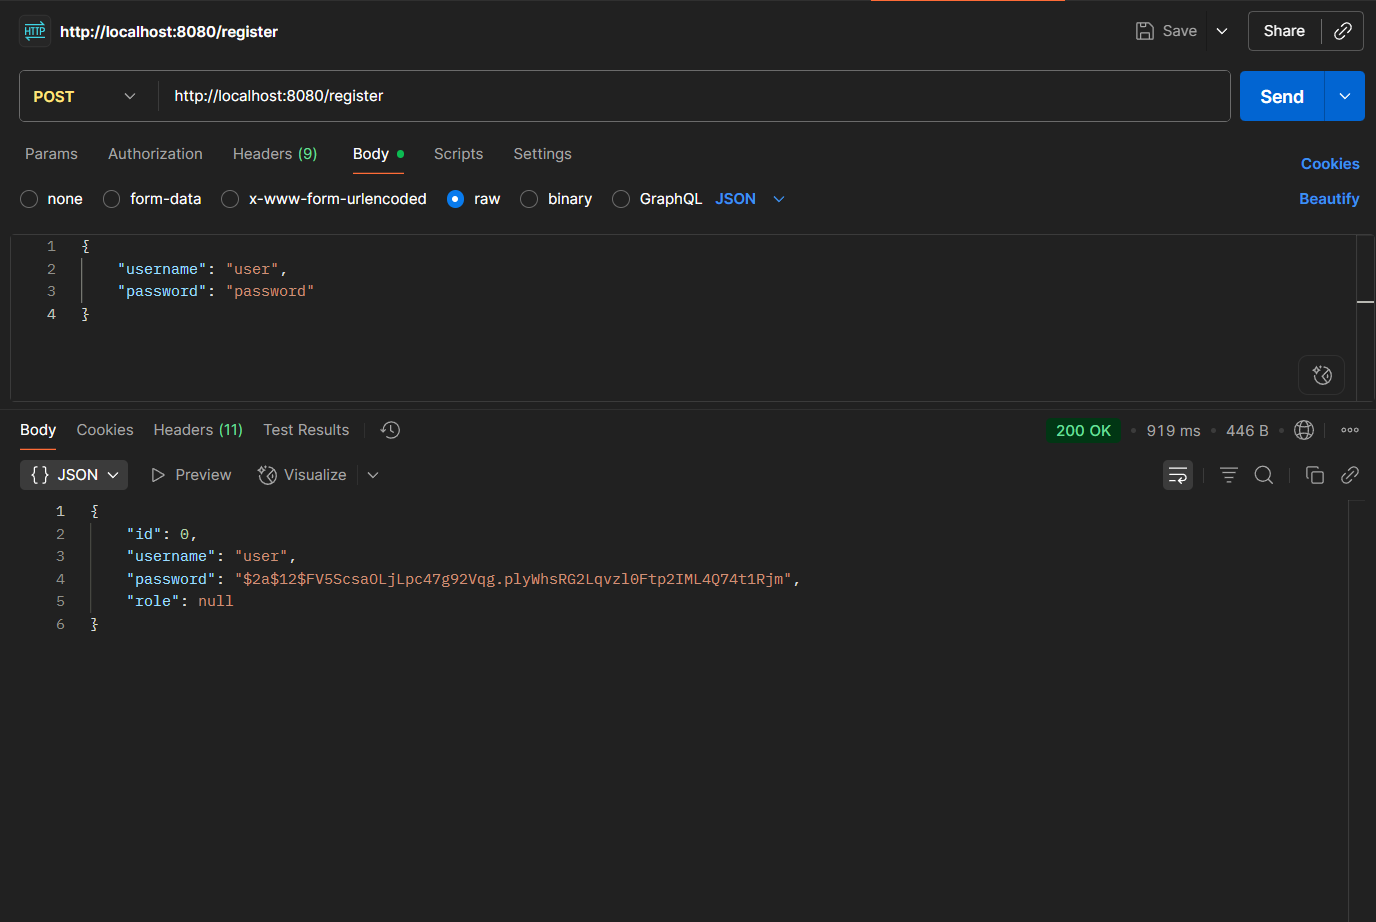 HTTP http://localhost:8080/register Save Share
POST http://localhost:8080/register Send
Params Authorization Headers (9) Body Scripts Settings Cookies
none form-data x-www-form-urlencoded raw binary GraphQL JSON Beautify
1 {
2 "username": "user",
3 "password": "password"
4 }
Body Cookies Headers (11) Test Results 200 OK 919 ms 446 B
{} JSON Preview Visualize
1 {
2 "id": 0,
3 "username": "user",
4 "password": "$2a$12$FV5ScsaOLjLpc47g92Vqg.plyWhsRG2Lqvzl0Ftp2IML4Q74t1Rjm",
5 "role": null
6 }